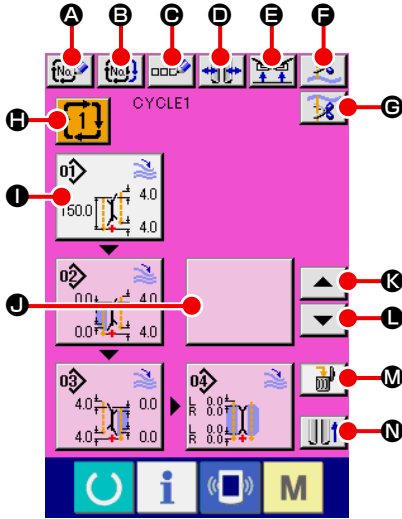 A B C D E F
No. No.
G
H 1 CYCLE1
I 01 4.0
150.0
4.0
02 0.0 4.0
J K
0.0 4.0
L
03 4.0 0.0 04 L 0.0
R 0.0
M
4.0 0.0 L 0.0
R 0.0
N
i M